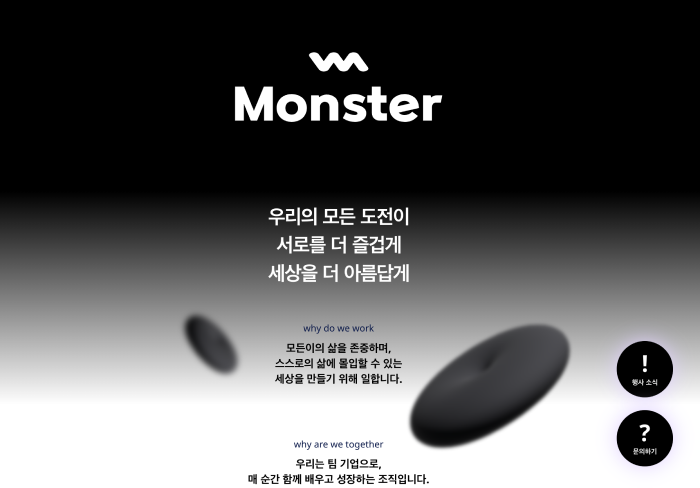 Monster
우리의 모든 도전이
서로를 더 즐겁게
세상을 더 아름답게
why do we work
모든이의 삶을 존중하며,
스스로의 삶에 몰입할 수 있는
세상을 만들기 위해 일합니다.
!
행사 소식
?
문의하기
why are we together
우리는 팀 기업으로,
매 순간 함께 배우고 성장하는 조직입니다.